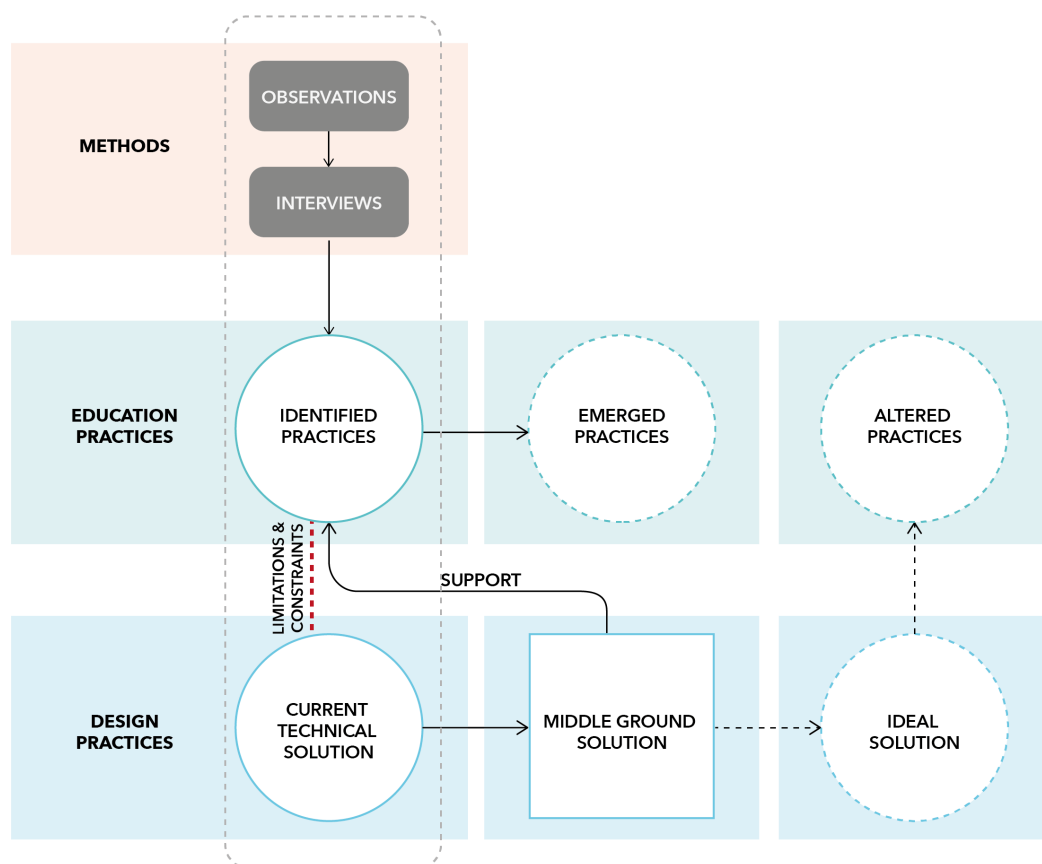 OBSERVATIONS
METHODS
INTERVIEWS
EDUCATION
PRACTICES
IDENTIFIED
PRACTICES
EMERGED
PRACTICES
ALTERED
PRACTICES
LIMITATIONS &
CONSTRAINTS
SUPPORT
DESIGN
PRACTICES
CURRENT
TECHNICAL
SOLUTION
MIDDLE GROUND
SOLUTION
IDEAL
SOLUTION